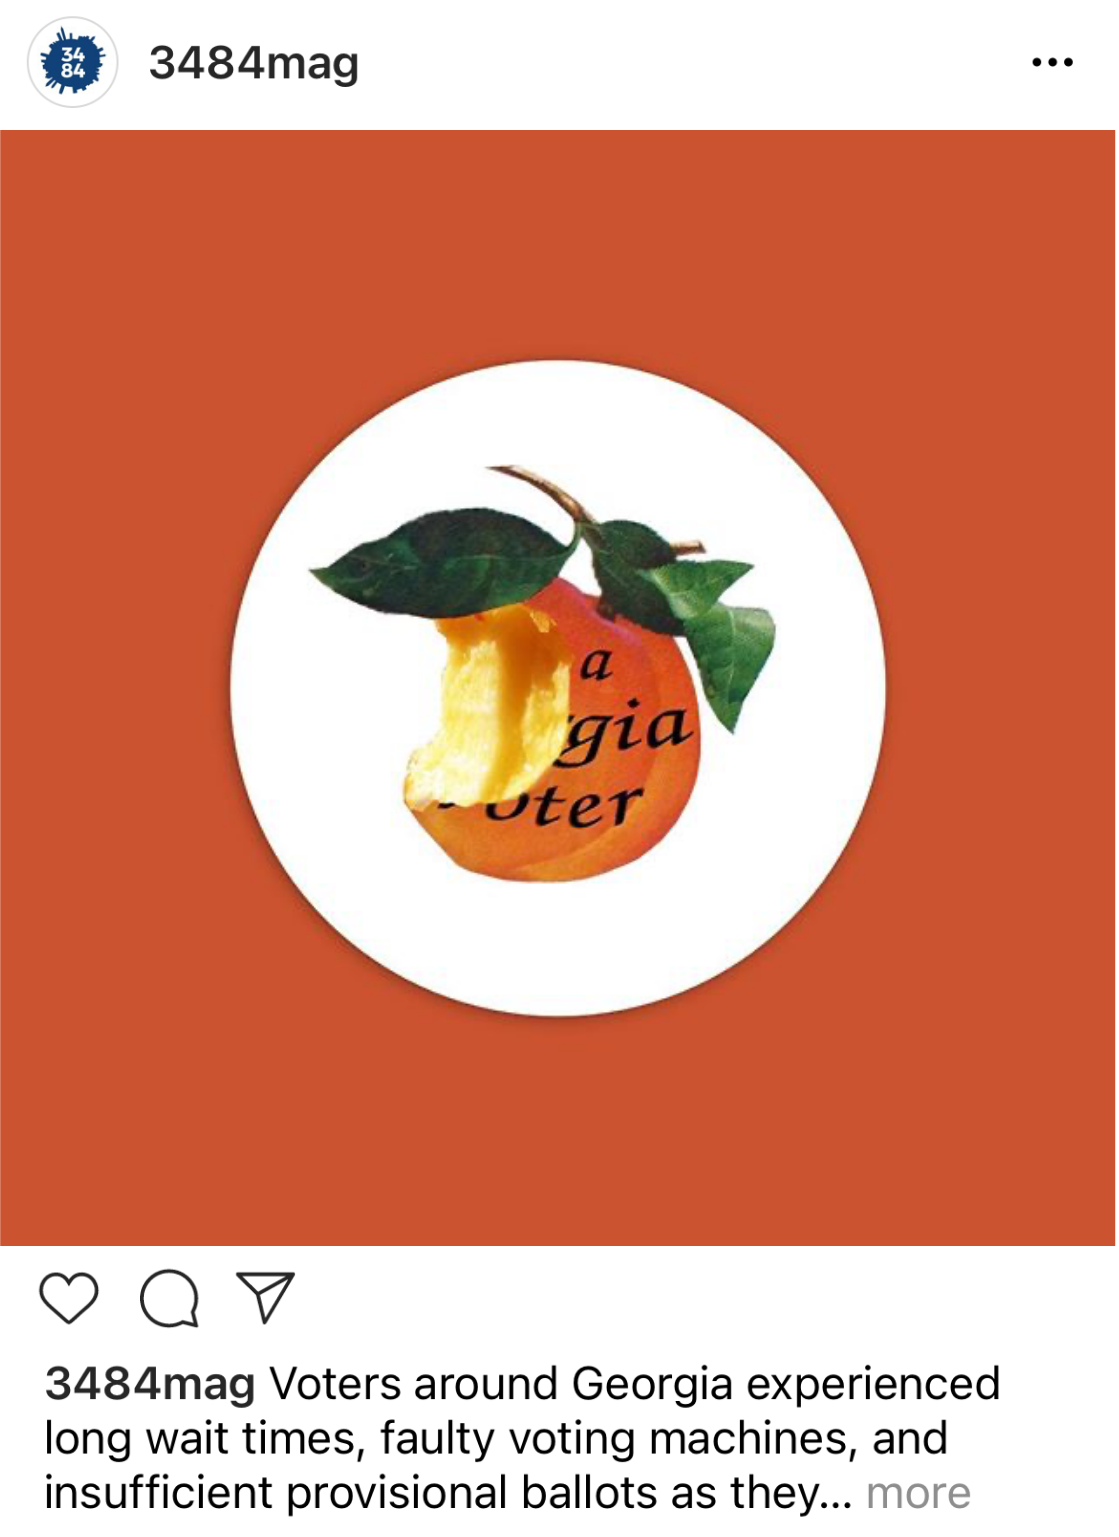 34
84
3484mag
a
gia
oter
3484mag Voters around Georgia experienced
long wait times, faulty voting machines, and
insufficient provisional ballots as they... more